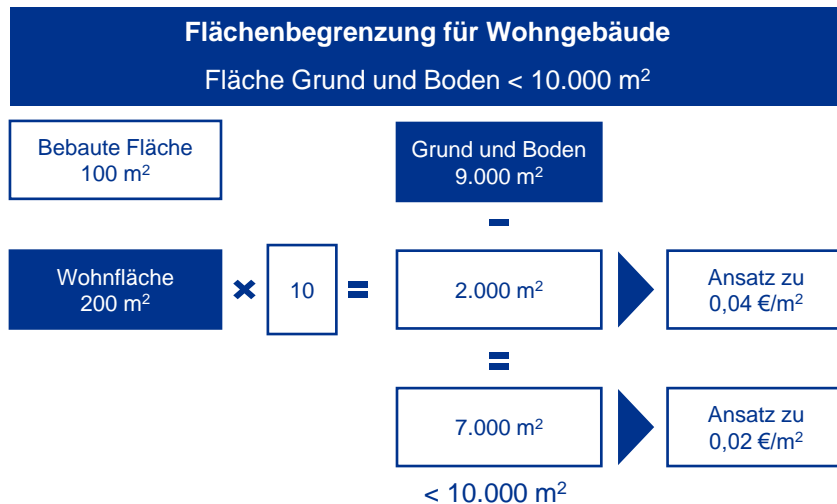 Flächenbegrenzung für Wohngebäude
Fläche Grund und Boden < 10.000 m²
Bebaute Fläche
100 m²
Grund und Boden
9.000 m²
–
Wohnfläche
200 m²
×
10
=
2.000 m²
Ansatz zu
0,04 €/m²
=
7.000 m²
Ansatz zu
0,02 €/m²
< 10.000 m²